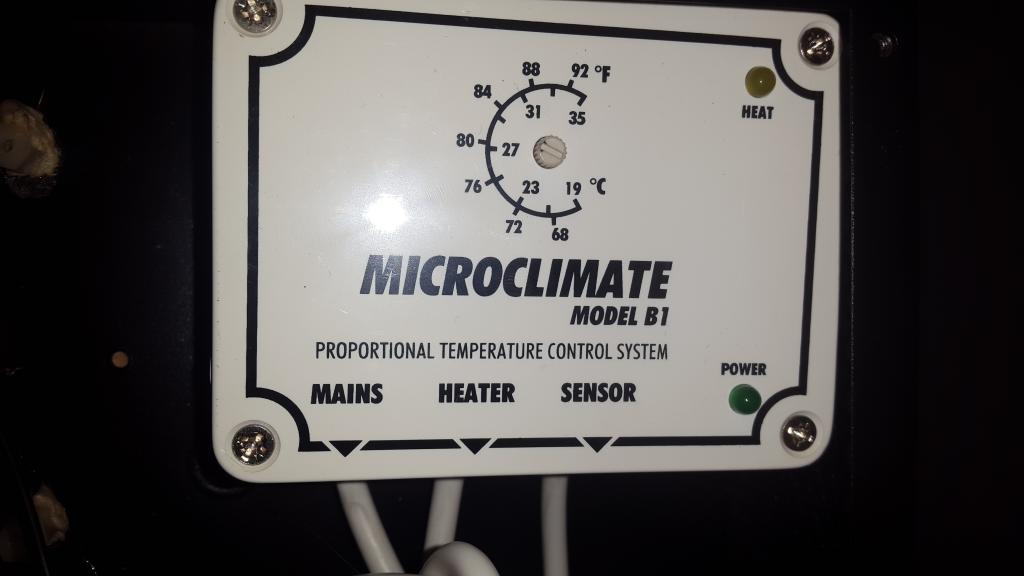 88 92 °F
84 31 35
HEAT
80 27
76 23 19 °C
72 68
MICROCLIMATE
MODEL B1
PROPORTIONAL TEMPERATURE CONTROL SYSTEM
POWER
MAINS HEATER SENSOR